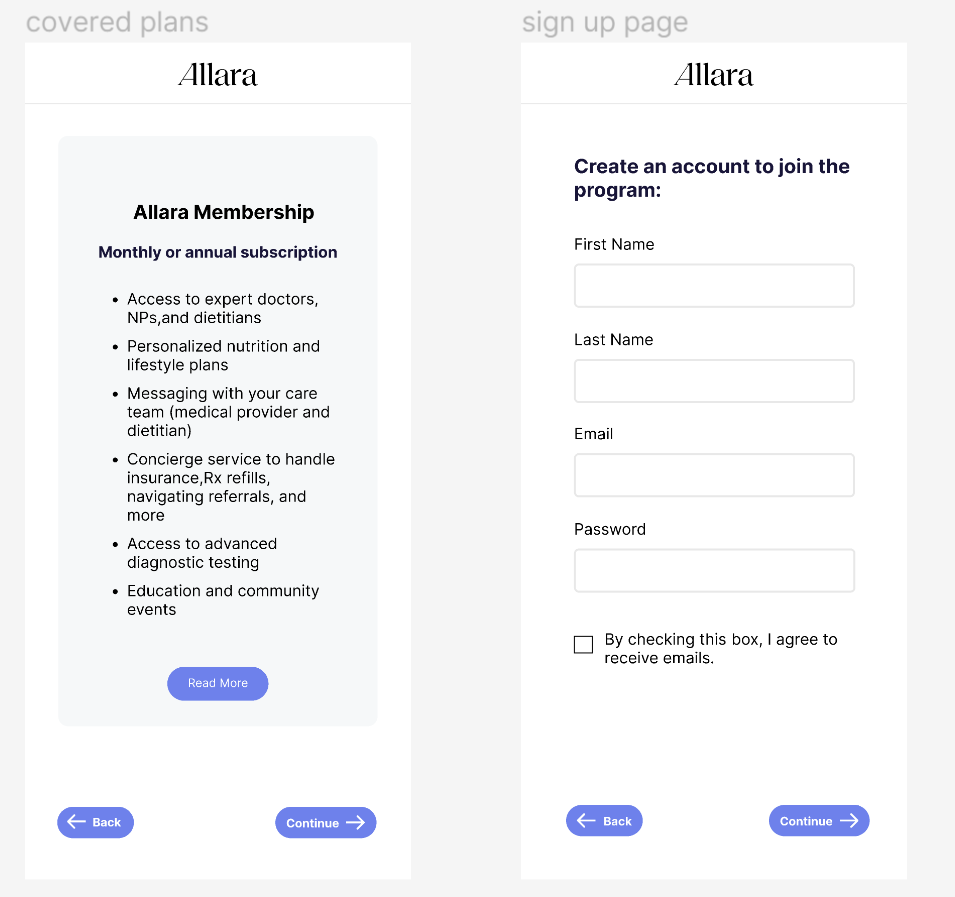 covered plans
Allara
Allara Membership
Monthly or annual subscription
• Access to expert doctors,
NPs,and dietitians
• Personalized nutrition and
lifestyle plans
• Messaging with your care
team (medical provider and
dietitian)
• Concierge service to handle
insurance,Rx refills,
navigating referrals, and
more
• Access to advanced
diagnostic testing
• Education and community
events
Read More
Back
Continue
sign up page
Allara
Create an account to join the
program:
First Name
Last Name
Email
Password
By checking this box, I agree to
receive emails.
Back
Continue